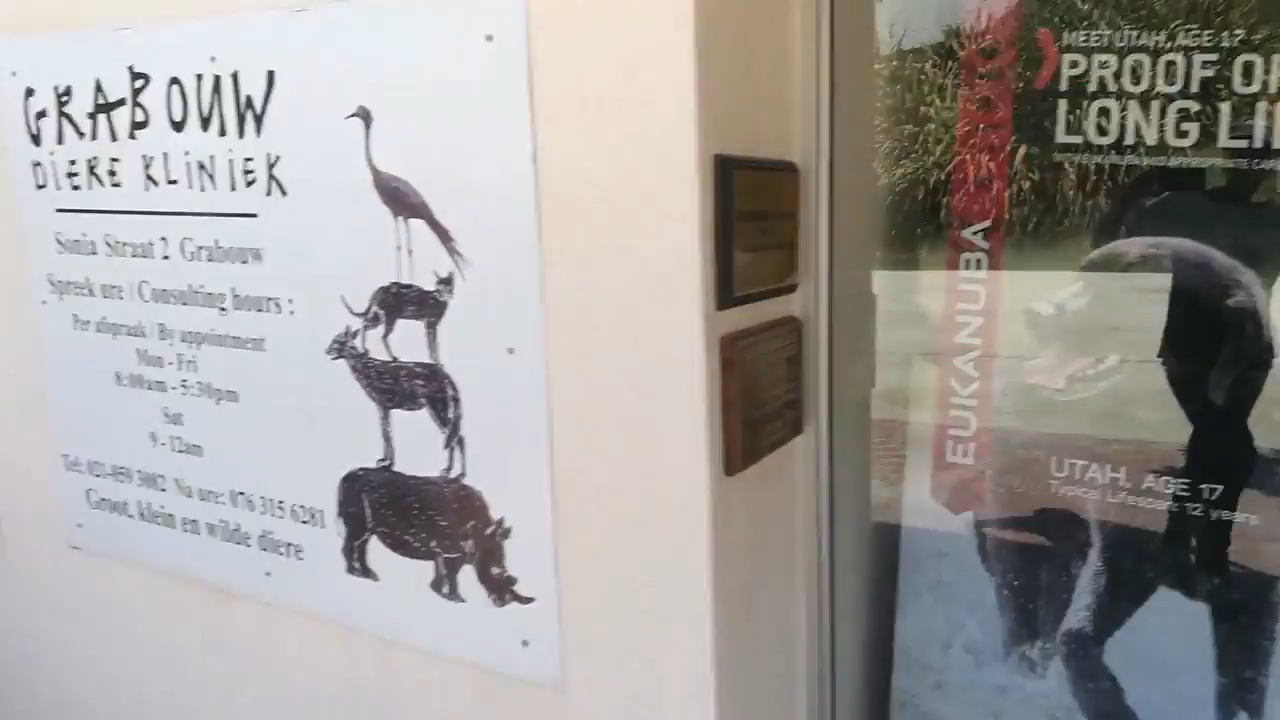 GRABOUW
DIERE KLINIEK
Sonia Straat 2 Grabouw
Spreek ure / Consulting hours :
Per afspraak / By appointment
Mon - Fri
8:00am - 5:30pm
Sat
9 - 12am
Tel: 021-859 3082 Na ure: 076 315 6281
Groot, klein en wilde diere
EUKANUBA
MEET UTAH, AGE 17
PROOF OF
LONG LI
UTAH, AGE 17
Typical Lifespan: 12 years